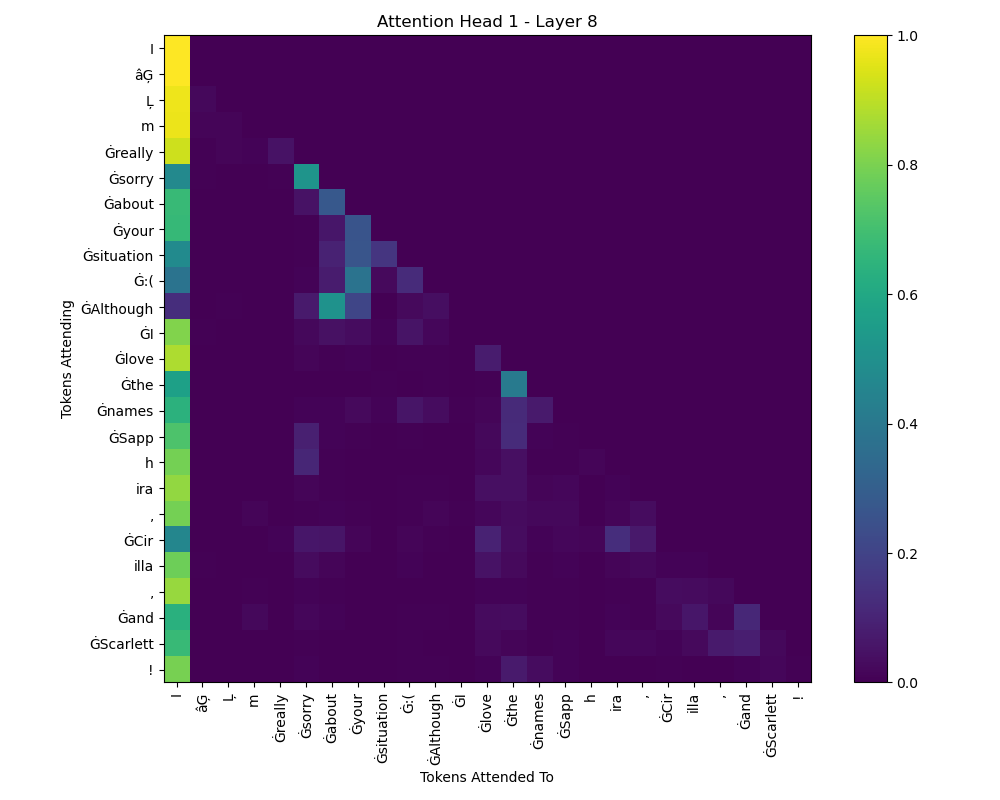 Attention Head 1 - Layer 8
Tokens Attending
I
âĢ
Ļ
m
Ġreally
Ġsorry
Ġabout
Ġyour
Ġsituation
Ġ:(
ĠAlthough
ĠI
Ġlove
Ġthe
Ġnames
ĠSapp
h
ira
,
ĠCir
illa
,
Ġand
ĠScarlett
!
I
âĢ
Ļ
m
Ġreally
Ġsorry
Ġabout
Ġyour
Ġsituation
Ġ:(
ĠAlthough
ĠI
Ġlove
Ġthe
Ġnames
ĠSapp
h
ira
,
ĠCir
illa
,
Ġand
ĠScarlett
!
Tokens Attended To
1.0
0.8
0.6
0.4
0.2
0.0